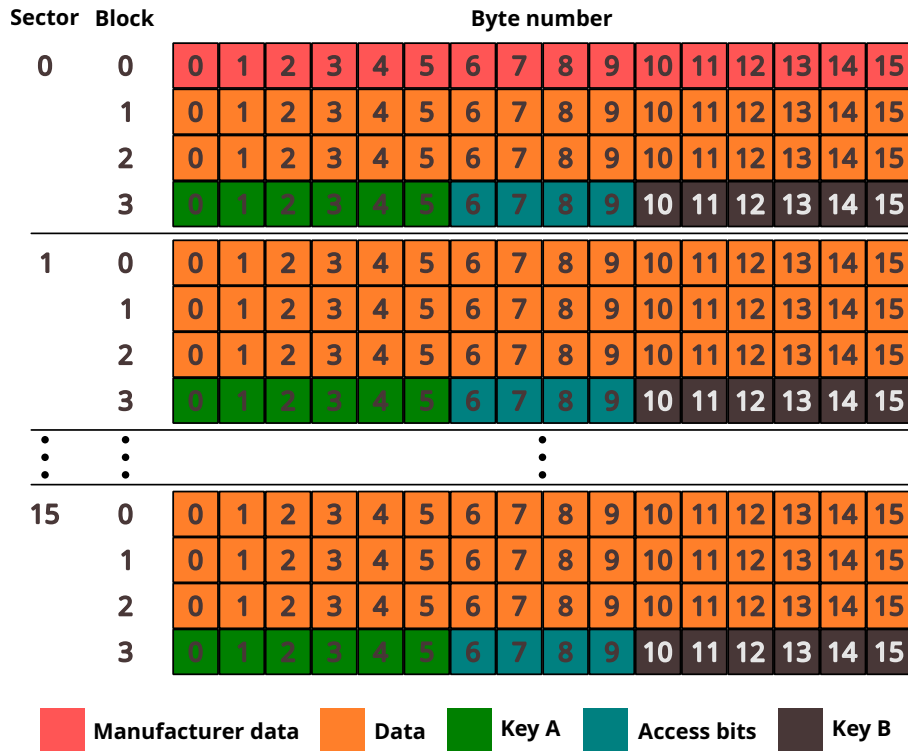 Sector Block Byte number
0 0 0 1 2 3 4 5 6 7 8 9 10 11 12 13 14 15
1 0 1 2 3 4 5 6 7 8 9 10 11 12 13 14 15
2 0 1 2 3 4 5 6 7 8 9 10 11 12 13 14 15
3 0 1 2 3 4 5 6 7 8 9 10 11 12 13 14 15
1 0 0 1 2 3 4 5 6 7 8 9 10 11 12 13 14 15
1 0 1 2 3 4 5 6 7 8 9 10 11 12 13 14 15
2 0 1 2 3 4 5 6 7 8 9 10 11 12 13 14 15
3 0 1 2 3 4 5 6 7 8 9 10 11 12 13 14 15
15 0 0 1 2 3 4 5 6 7 8 9 10 11 12 13 14 15
1 0 1 2 3 4 5 6 7 8 9 10 11 12 13 14 15
2 0 1 2 3 4 5 6 7 8 9 10 11 12 13 14 15
3 0 1 2 3 4 5 6 7 8 9 10 11 12 13 14 15
Manufacturer data Data Key A Access bits Key B